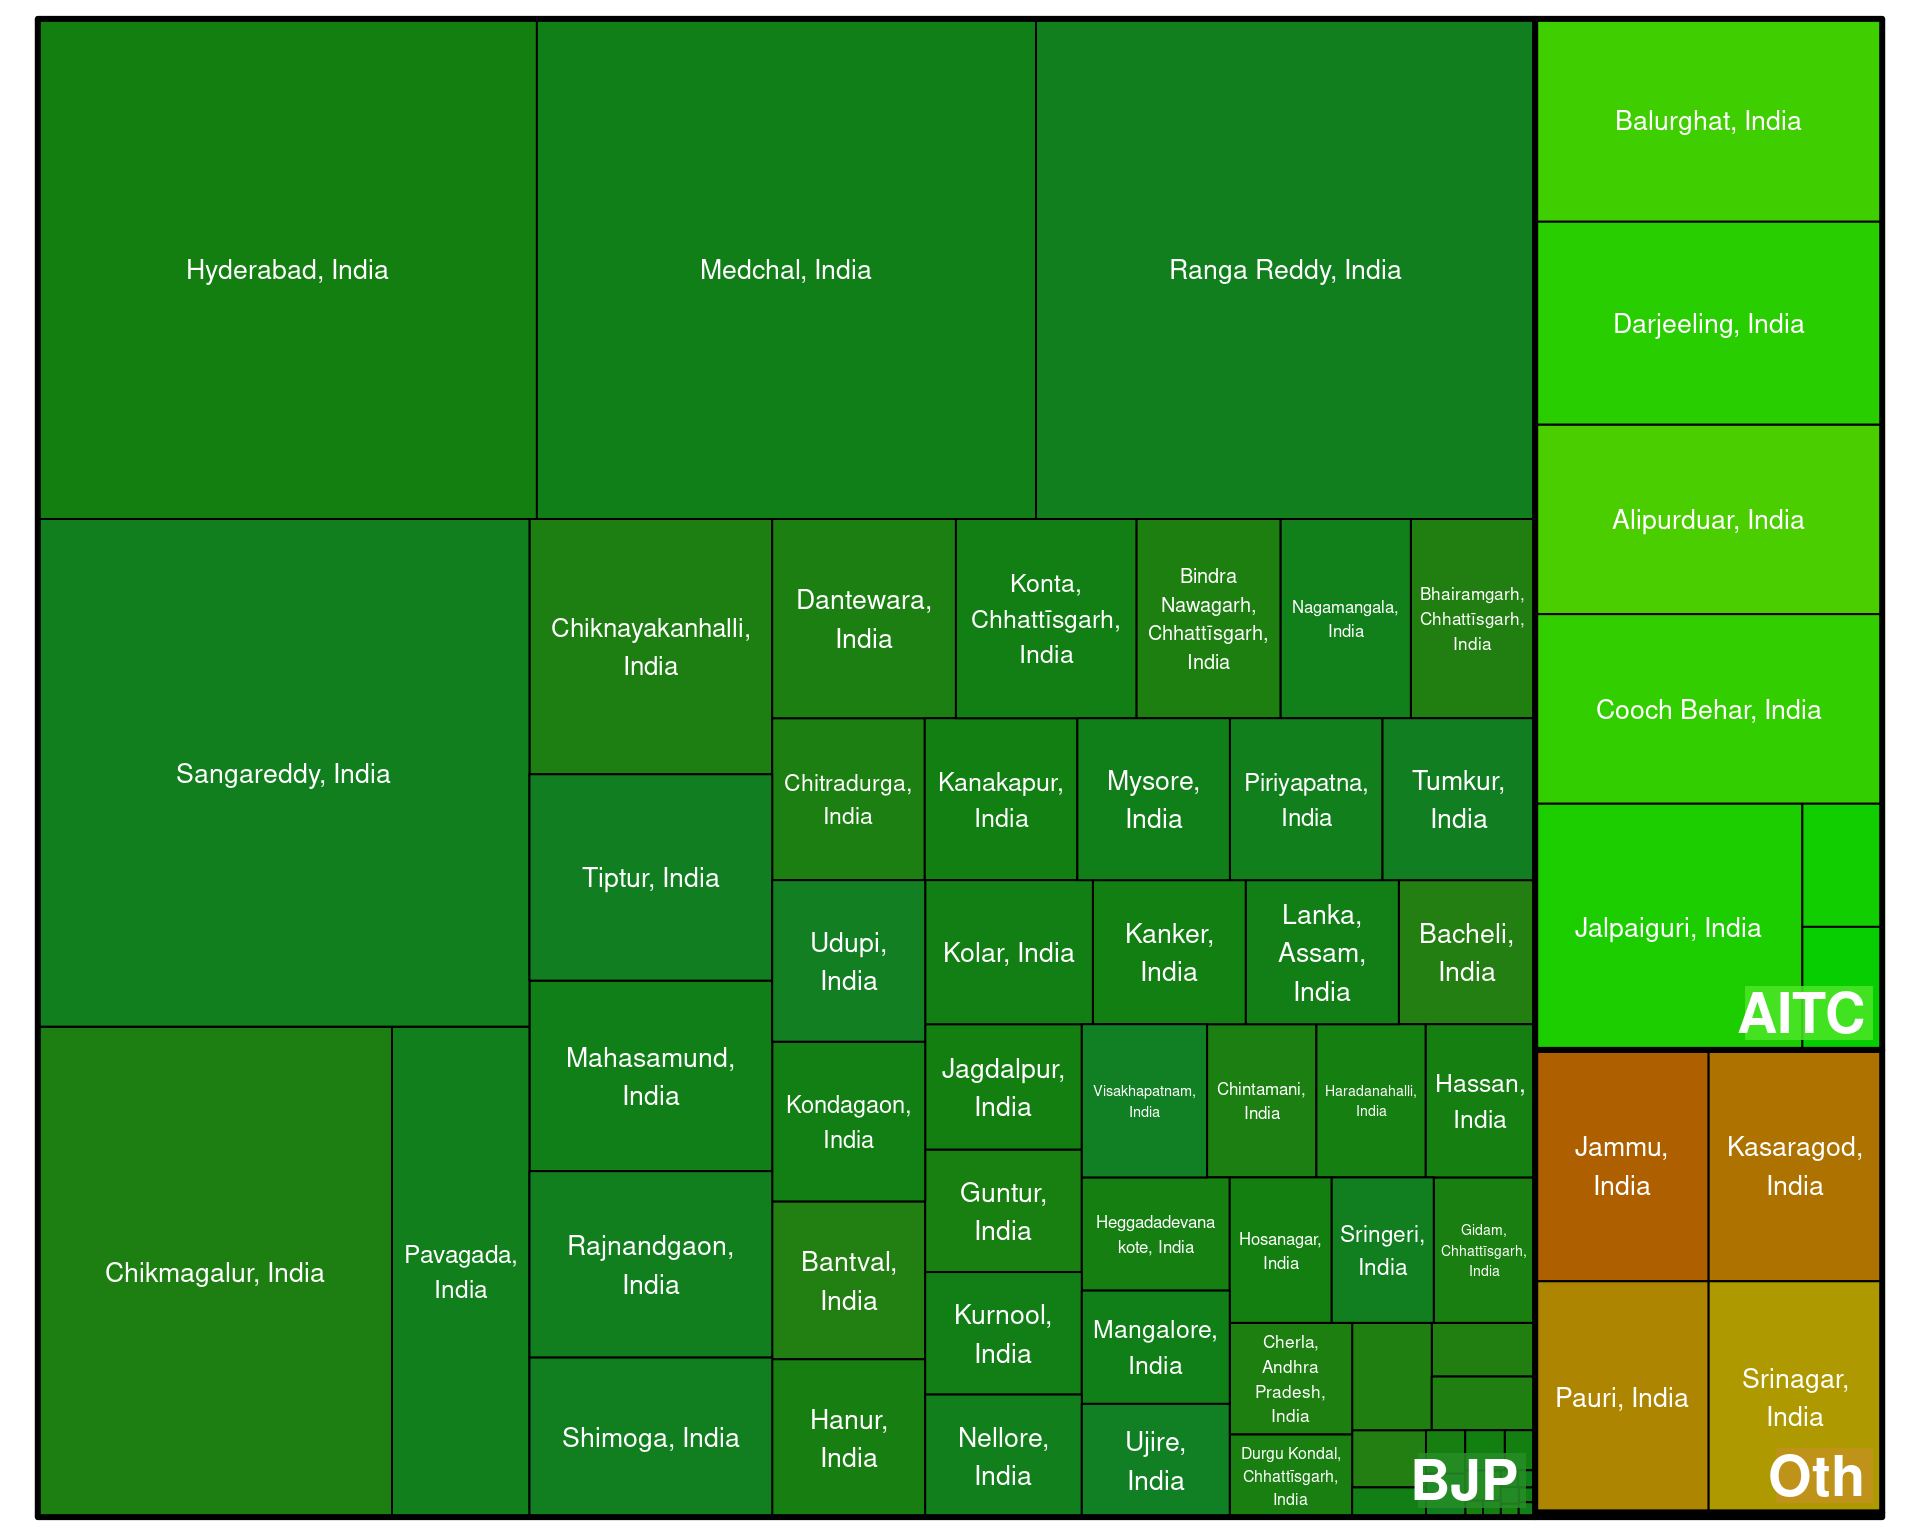 Hyderabad, India
Medchal, India
Ranga Reddy, India
Balurghat, India
Darjeeling, India
Alipurduar, India
Cooch Behar, India
Jalpaiguri, India
AITC
Sangareddy, India
Chikmagalur, India
Pavagada,
India
Chiknayakanhalli,
India
Tiptur, India
Mahasamund,
India
Rajnandgaon,
India
Shimoga, India
Dantewara,
India
Konta,
Chhattīsgarh,
India
Bindra
Nawagarh,
Chhattīsgarh,
India
Nagamangala,
India
Bhairamgarh,
Chhattīsgarh,
India
Chitradurga,
India
Kanakapur,
India
Mysore,
India
Piriyapatna,
India
Tumkur,
India
Udupi,
India
Kolar, India
Kanker,
India
Lanka,
Assam,
India
Bacheli,
India
Kondagaon,
India
Bantval,
India
Hanur,
India
Jagdalpur,
India
Guntur,
India
Kurnool,
India
Nellore,
India
Visakhapatnam,
India
Chintamani,
India
Haradanahalli,
India
Hassan,
India
Heggadadevana
kote, India
Mangalore,
India
Ujire,
India
Hosanagar,
India
Sringeri,
India
Gidam,
Chhattīsgarh,
India
Cherla,
Andhra
Pradesh,
India
Durgu Kondal,
Chhattīsgarh,
India
BJP
Jammu,
India
Kasaragod,
India
Pauri, India
Srinagar,
India
Oth